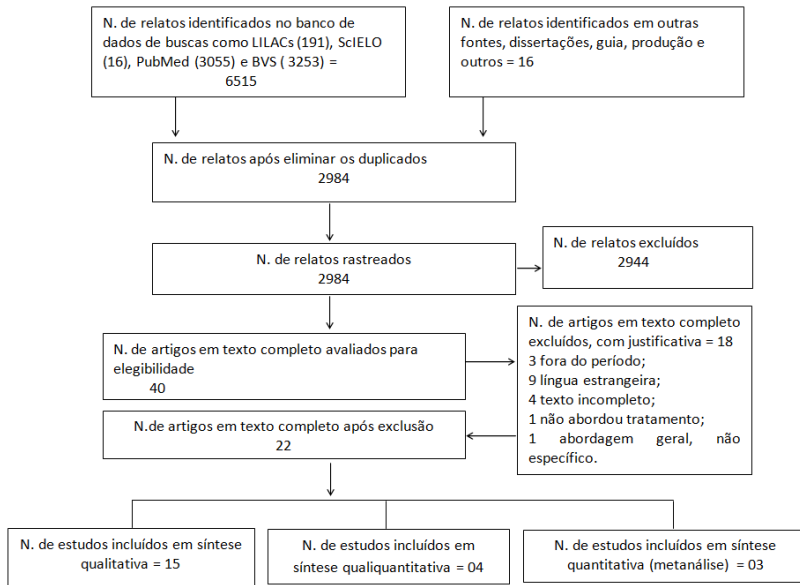 N. de relatos identificados no banco de
dados de buscas como LILACs (191), ScIELO
(16), PubMed (3055) e BVS ( 3253) =
6515
N. de relatos identificados em outras
fontes, dissertações, guia, produção e
outros = 16
N. de relatos após eliminar os duplicados
2984
N. de relatos rastreados
2984
N. de relatos excluídos
2944
N. de artigos em texto completo avaliados para
elegibilidade
40
N. de artigos em texto completo
excluídos, com justificativa = 18
3 fora do período;
9 língua estrangeira;
4 texto incompleto;
1 não abordou tratamento;
1 abordagem geral, não
específico.
N.de artigos em texto completo após exclusão
22
N. de estudos incluídos em síntese
qualitativa = 15
N. de estudos incluídos em
síntese qualiquantitativa = 04
N. de estudos incluídos em síntese
quantitativa (metanálise) = 03